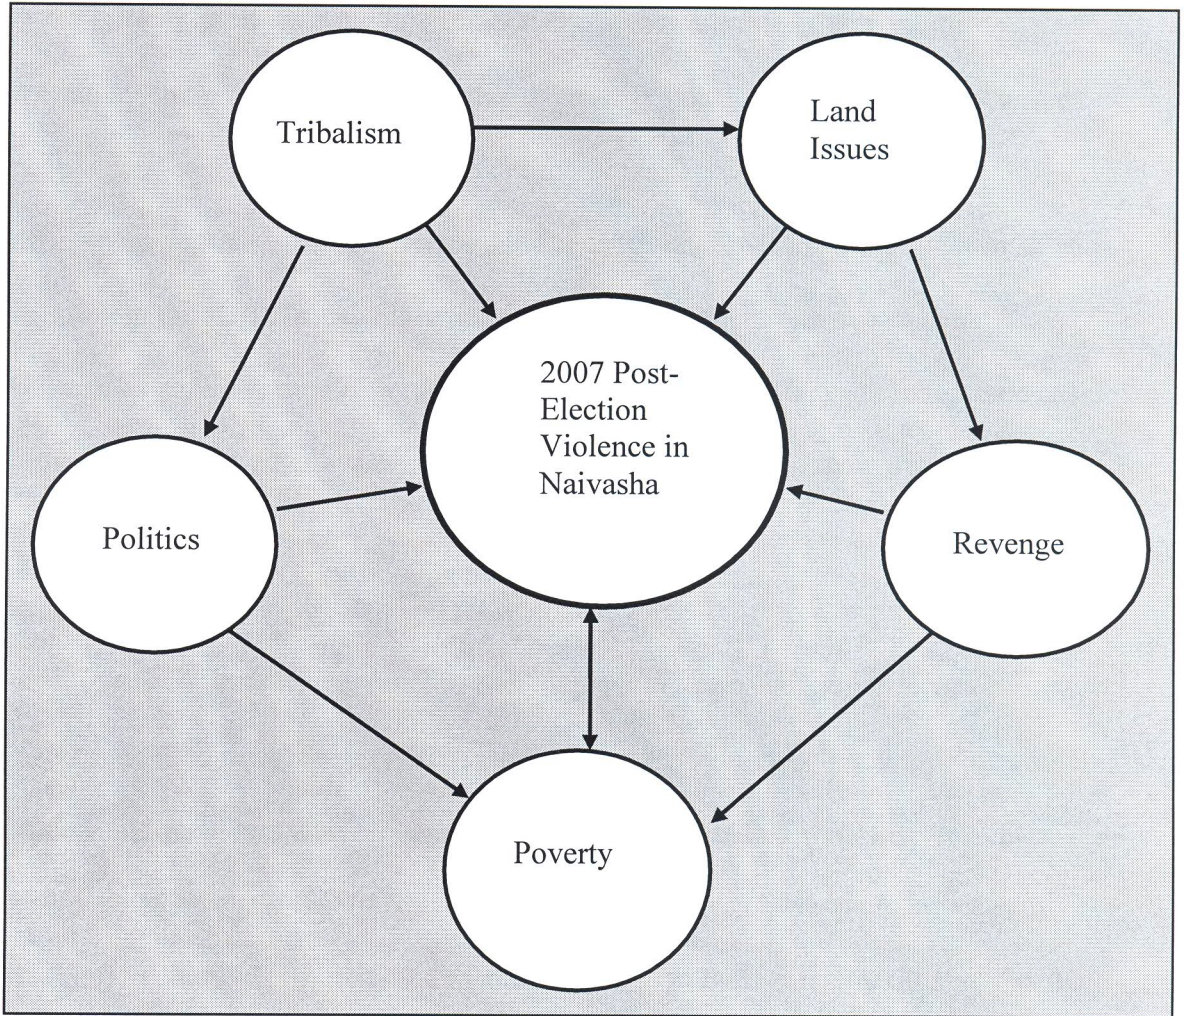 Tribalism
Land
Issues
2007 Post-
Election
Violence in
Naivasha
Politics
Revenge
Poverty